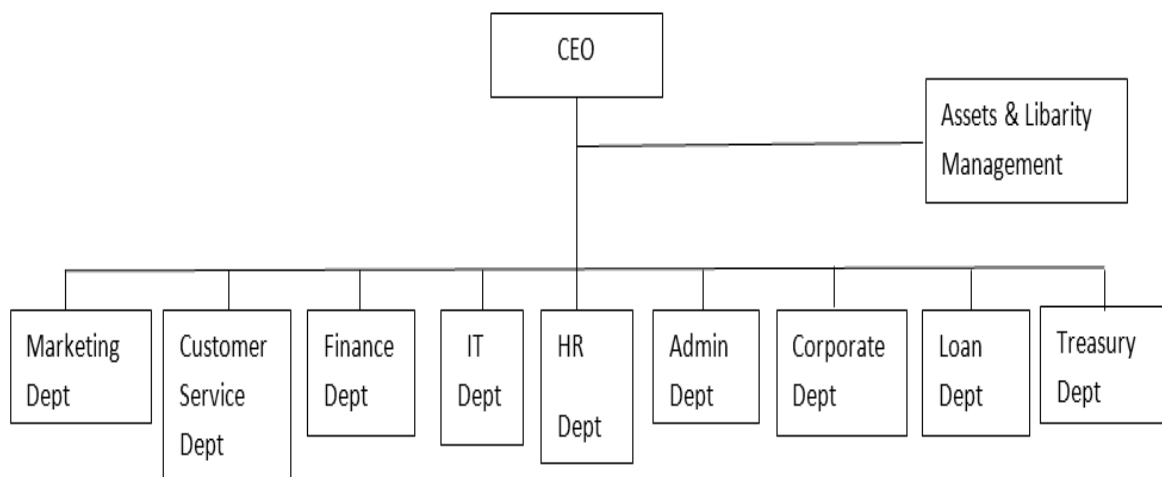 CEO
Assets & Libarity
Management
Marketing
Dept
Customer
Service
Dept
Finance
Dept
IT
Dept
HR
Dept
Admin
Dept
Corporate
Dept
Loan
Dept
Treasury
Dept